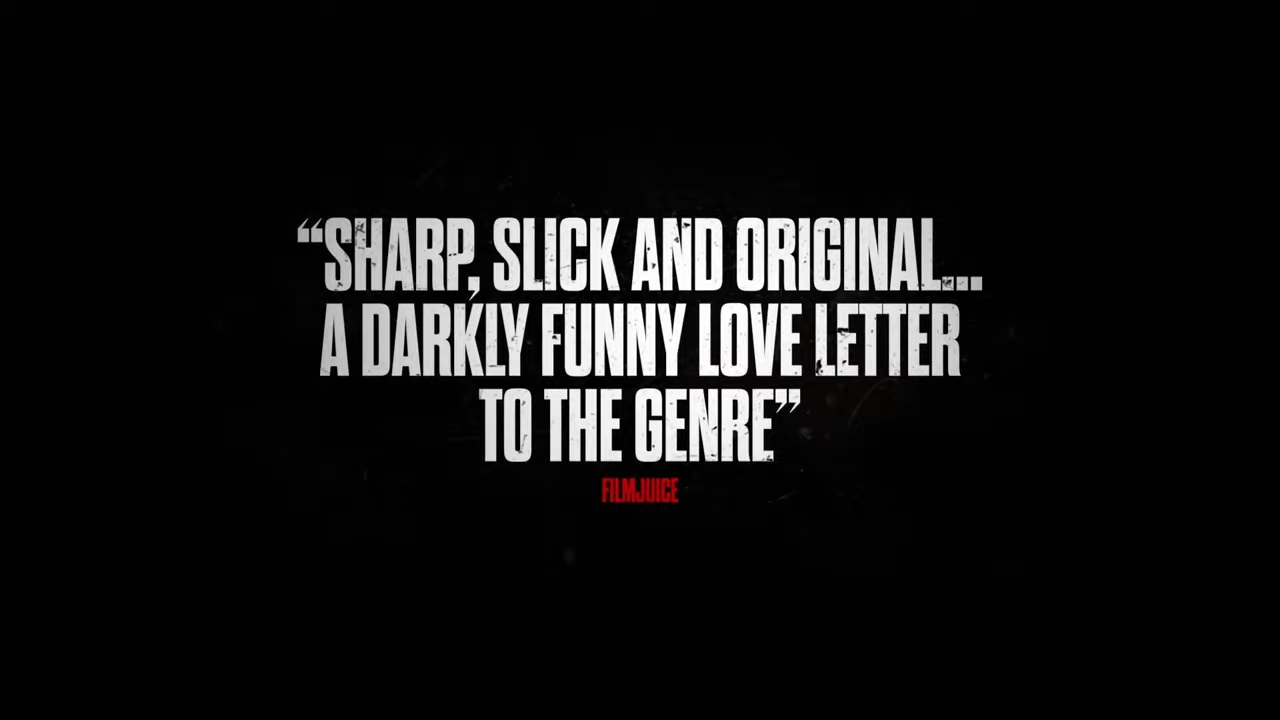 “SHARP, SLICK AND ORIGINAL...
A DARKLY FUNNY LOVE LETTER
TO THE GENRE”
FILMJUICE